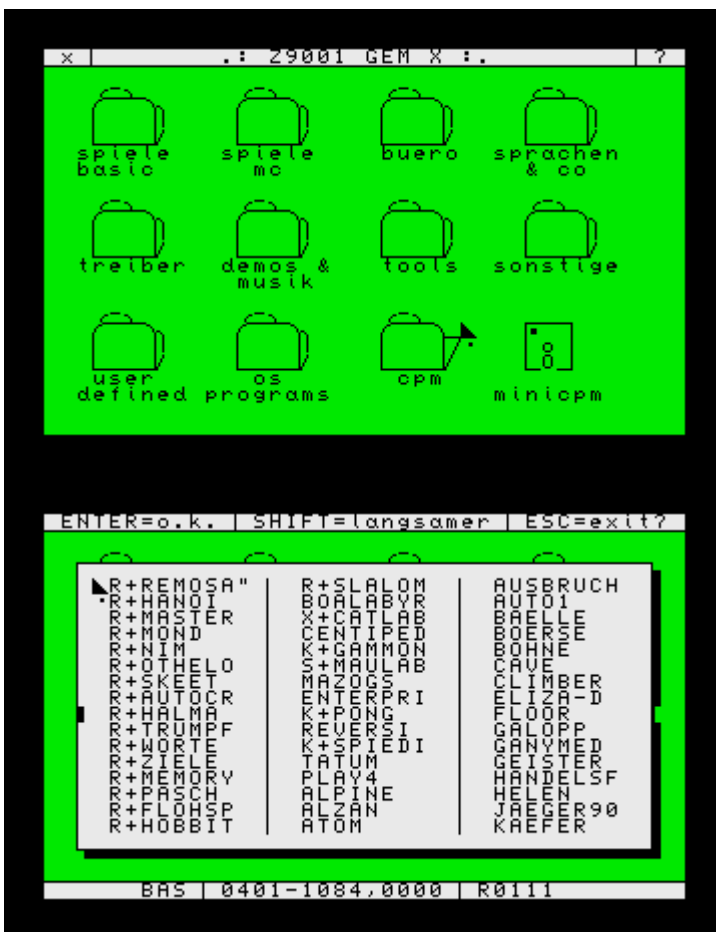 x | .: Z9001 GEM X :. | ?
spiele spiele buero sprachen
basic mc & co
treiber demos & tools sonstige
musik
user os cpm
defined programs minicpm
ENTER=o.k. | SHIFT=langsamer | ESC=exit?
R+REMOSA" | R+SLALOM | AUSBRUCH
R+HANOI | BOALABYR | AUTO1
R+MASTER | X+CATLAB | BAELLE
R+MOND | CENTIPED | BOERSE
R+NIM | K+GAMMON | BOHNE
R+OTHELO | S+MAULAB | CAVE
R+SKEET | MAZOGS | CLIMBER
R+AUTOCR | ENTERPRI | ELIZA-D
R+HALMA | K+PONG | FLOOR
R+TRUMPF | REVERSI | GALOPP
R+WORTE | K+SPIEDI | GANYMED
R+ZIELE | TATUM | GEISTER
R+MEMORY | PLAY4 | HANDELSF
R+PASCH | ALPINE | HELEN
R+FLOHSP | ALZAN | JAEGER90
R+HOBBIT | ATOM | KAEFER
BAS | 0401-1084,0000 | R0111